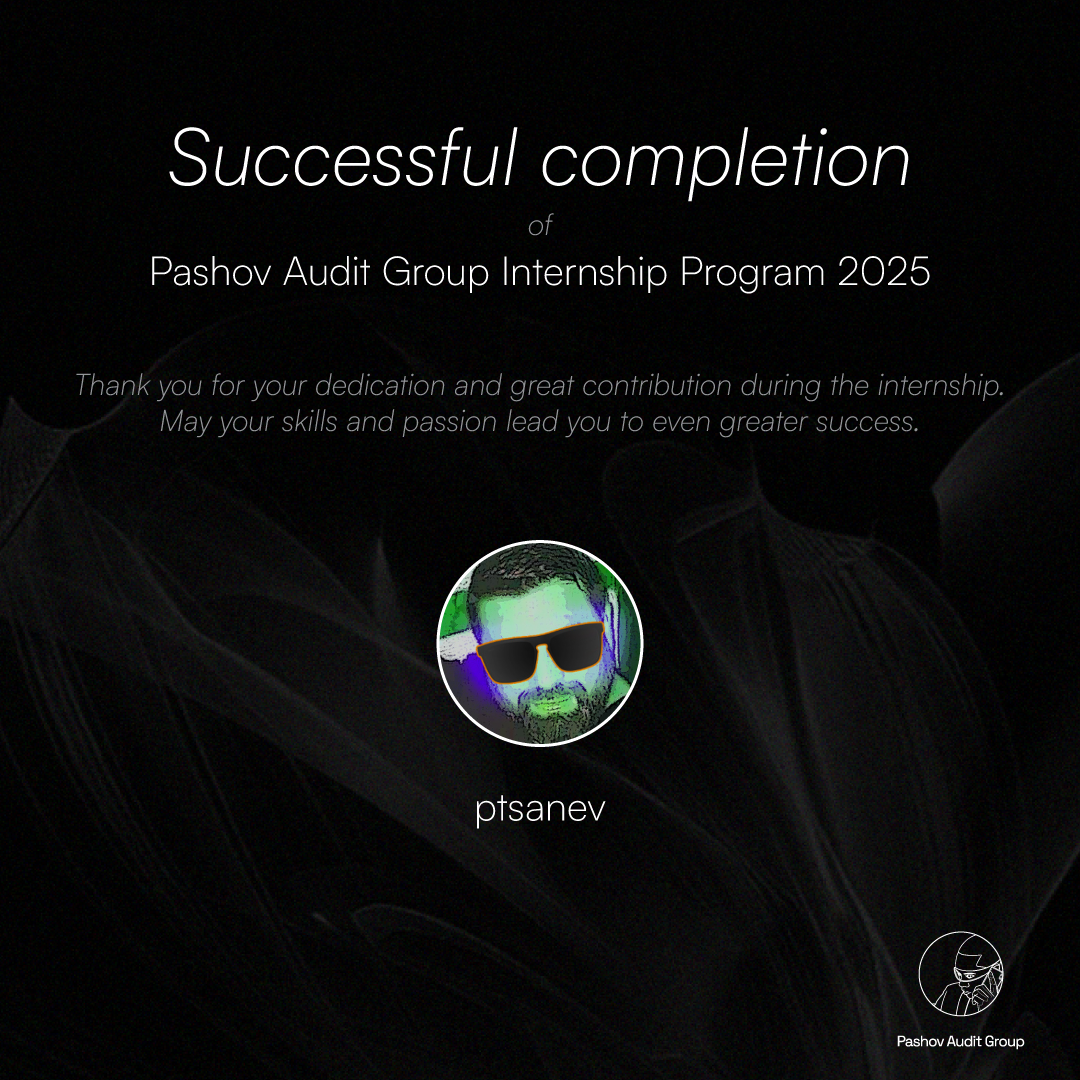 Successful completion
of
Pashov Audit Group Internship Program 2025
Thank you for your dedication and great contribution during the internship.
May your skills and passion lead you to even greater success.
ptsanev
Pashov Audit Group